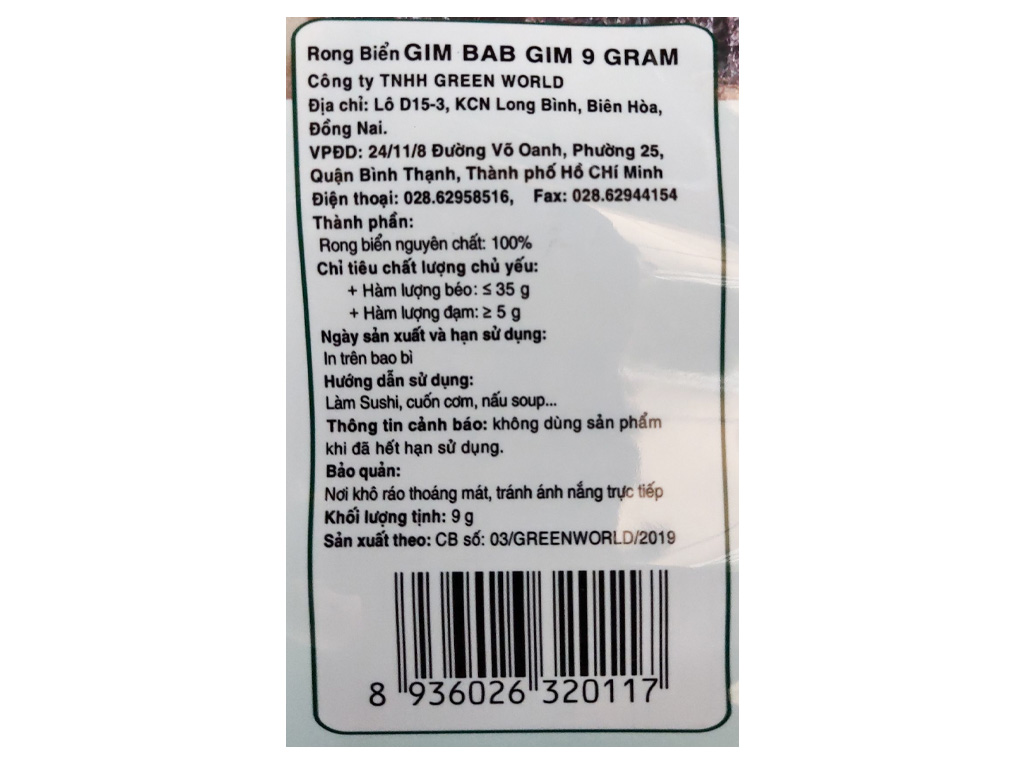 Rong Biển GIM BAB GIM 9 GRAM
Công ty TNHH GREEN WORLD
Địa chỉ: Lô D15-3, KCN Long Bình, Biên Hòa,
Đồng Nai.
VPĐD: 24/11/8 Đường Võ Oanh, Phường 25,
Quận Bình Thạnh, Thành phố Hồ CHí Minh
Điện thoại: 028.62958516, Fax: 028.62944154
Thành phần:
Rong biển nguyên chất: 100%
Chỉ tiêu chất lượng chủ yếu:
+ Hàm lượng béo: ≤ 35 g
+ Hàm lượng đạm: ≥ 5 g
Ngày sản xuất và hạn sử dụng:
In trên bao bì
Hướng dẫn sử dụng:
Làm Sushi, cuốn cơm, nấu soup...
Thông tin cảnh báo: không dùng sản phẩm
khi đã hết hạn sử dụng.
Bảo quản:
Nơi khô ráo thoáng mát, tránh ánh nắng trực tiếp
Khối lượng tịnh: 9 g
Sản xuất theo: CB số: 03/GREENWORLD/2019
8 936026 320117